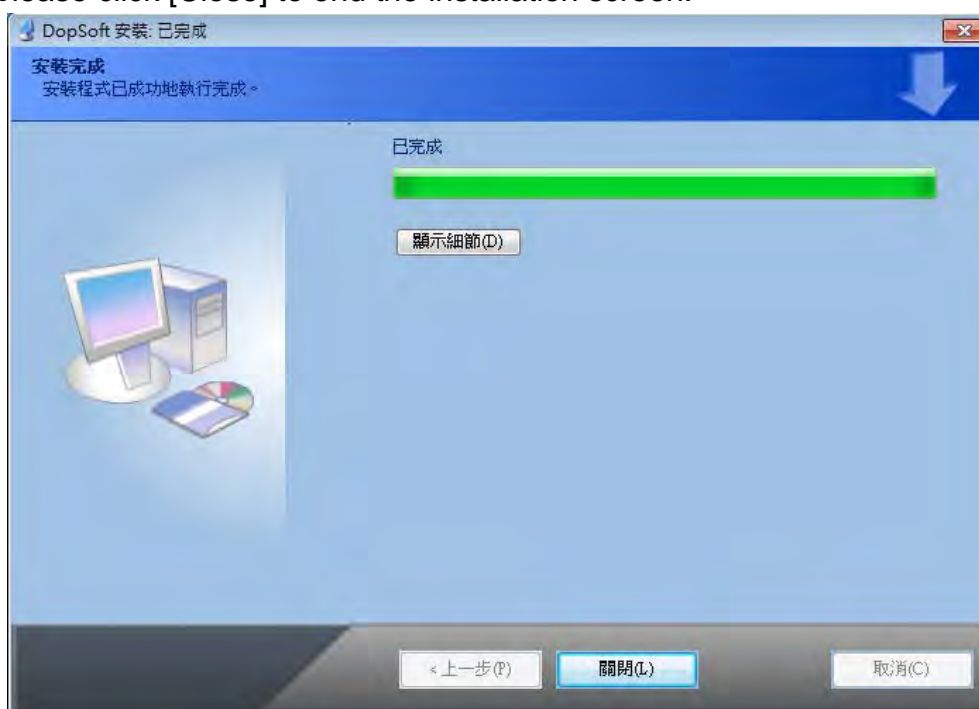 please click [Close] to end the installation screen.
DopSoft 安裝: 已完成
安裝完成
安裝程式已成功地執行完成。
已完成
顯示細節(D)
< 上一步(P)
關閉(L)
取消(C)